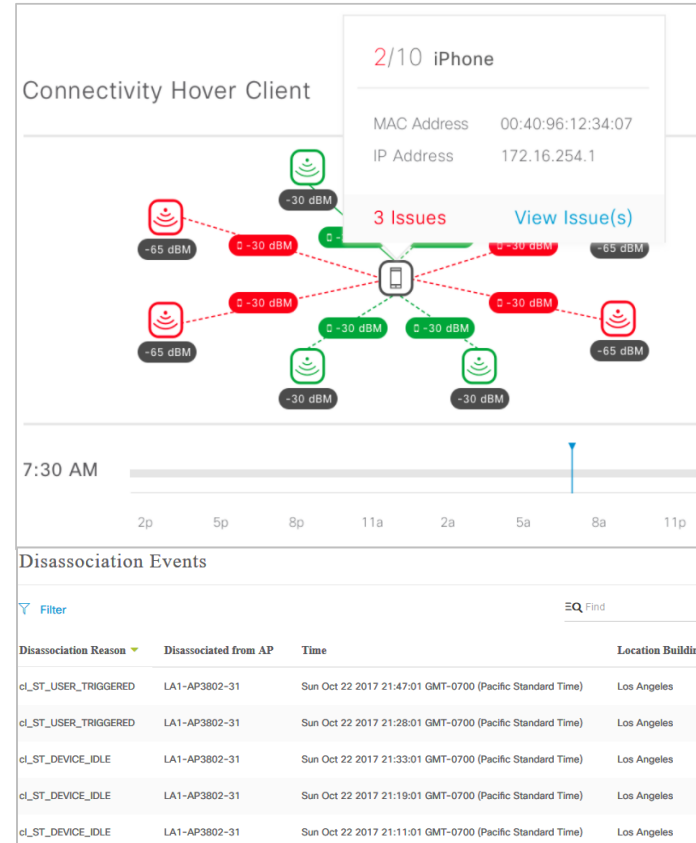 2/10 iPhone
Connectivity Hover Client
MAC Address 00:40:96:12:34:07
IP Address 172.16.254.1
3 Issues View Issue(s)
-30 dBM
-65 dBM
-30 dBM
-30 dBM
-65 dBM
-30 dBM
-30 dBM
-30 dBM
-30 dBM
-65 dBM
-65 dBM
-30 dBM
-30 dBM
7:30 AM
2p 5p 8p 11a 2a 5a 8a 11p
Disassociation Events
Filter
Find
Disassociation Reason Disassociated from AP Time Location
cl_ST_USER_TRIGGERED LA1-AP3802-31 Sun Oct 22 2017 21:47:01 GMT-0700 (Pacific Standard Time) Los Angeles
cl_ST_USER_TRIGGERED LA1-AP3802-31 Sun Oct 22 2017 21:28:01 GMT-0700 (Pacific Standard Time) Los Angeles
cl_ST_DEVICE_IDLE LA1-AP3802-31 Sun Oct 22 2017 21:33:01 GMT-0700 (Pacific Standard Time) Los Angeles
cl_ST_DEVICE_IDLE LA1-AP3802-31 Sun Oct 22 2017 21:19:01 GMT-0700 (Pacific Standard Time) Los Angeles
cl_ST_DEVICE_IDLE LA1-AP3802-31 Sun Oct 22 2017 21:11:01 GMT-0700 (Pacific Standard Time) Los Angeles